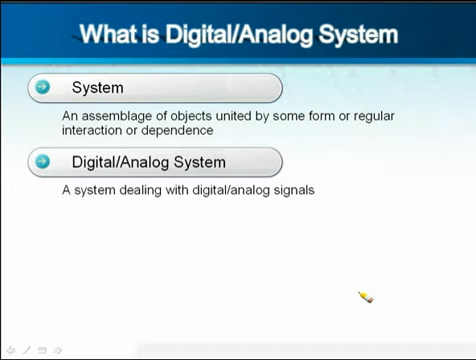 What is Digital/Analog System
System
An assemblage of objects united by some form or regular
interaction or dependence
Digital/Analog System
A system dealing with digital/analog signals